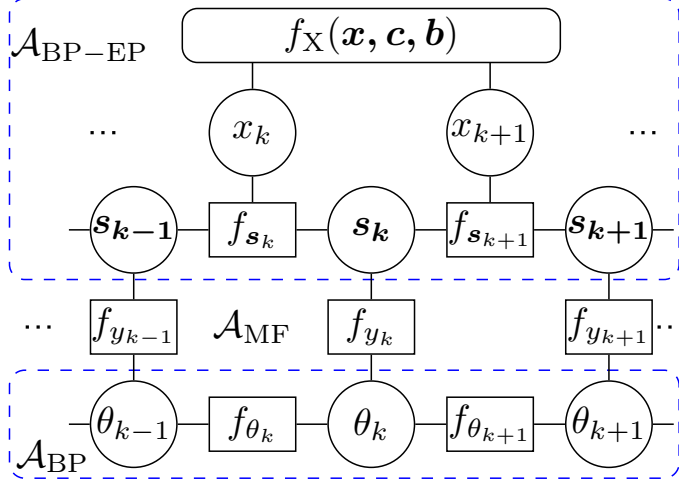 f_X(x, c, b)
A_BP−EP
x_k x_{k+1}
... ...
s_{k-1} f_{s_k} s_k f_{s_{k+1}} s_{k+1}
... f_{y_{k−1}} A_MF f_{y_k} f_{y_{k+1}} ...
θ_{k−1} f_{θ_k} θ_k f_{θ_{k+1}} θ_{k+1}
A_BP